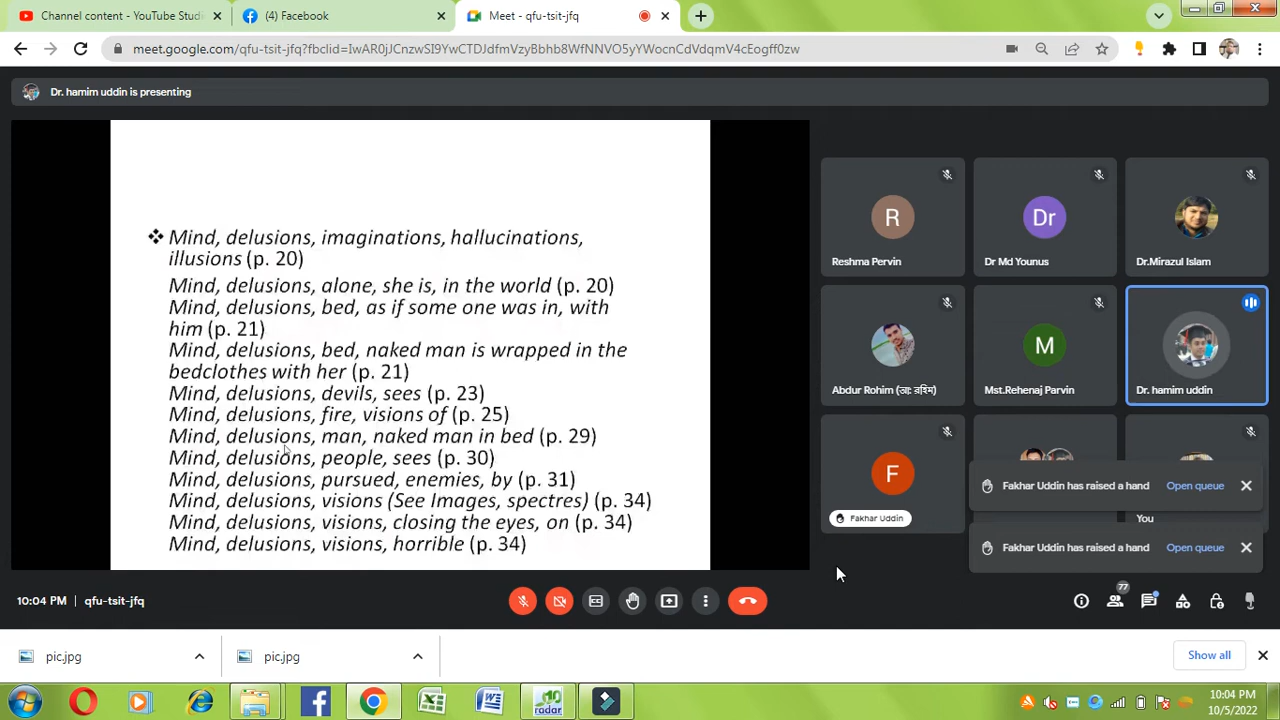 Channel content - YouTube Studi
(4) Facebook
Meet - qfu-tsit-jfq
meet.google.com/qfu-tsit-jfq?fbclid=IwAR0jJCnzwSI9YwCTDJdfmVzyBbhb8WfNNVO5yYWocnCdVdqmV4cEogff0zw
Dr. hamim uddin is presenting
❖ Mind, delusions, imaginations, hallucinations,
illusions (p. 20)
Mind, delusions, alone, she is, in the world (p. 20)
Mind, delusions, bed, as if some one was in, with
him (p. 21)
Mind, delusions, bed, naked man is wrapped in the
bedclothes with her (p. 21)
Mind, delusions, devils, sees (p. 23)
Mind, delusions, fire, visions of (p. 25)
Mind, delusions, man, naked man in bed (p. 29)
Mind, delusions, people, sees (p. 30)
Mind, delusions, pursued, enemies, by (p. 31)
Mind, delusions, visions (See Images, spectres) (p. 34)
Mind, delusions, visions, closing the eyes, on (p. 34)
Mind, delusions, visions, horrible (p. 34)
R
Reshma Pervin
Dr
Dr Md Younus
Dr.Mirazul Islam
Abdur Rohim (ডাঃ রহিম)
M
Mst.Rehenaj Parvin
Dr. hamim uddin
F
Fakhar Uddin
Fakhar Uddin has raised a hand Open queue
You
Fakhar Uddin has raised a hand Open queue
10:04 PM | qfu-tsit-jfq
77
pic.jpg
pic.jpg
Show all
10
radar
10:04 PM
10/5/2022